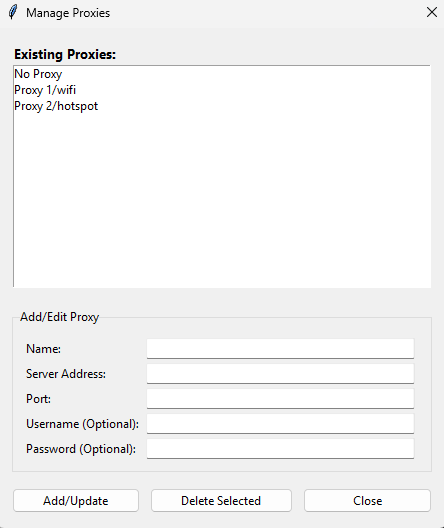 Manage Proxies
Existing Proxies:
No Proxy
Proxy 1/wifi
Proxy 2/hotspot
Add/Edit Proxy
Name:
Server Address:
Port:
Username (Optional):
Password (Optional):
Add/Update
Delete Selected
Close